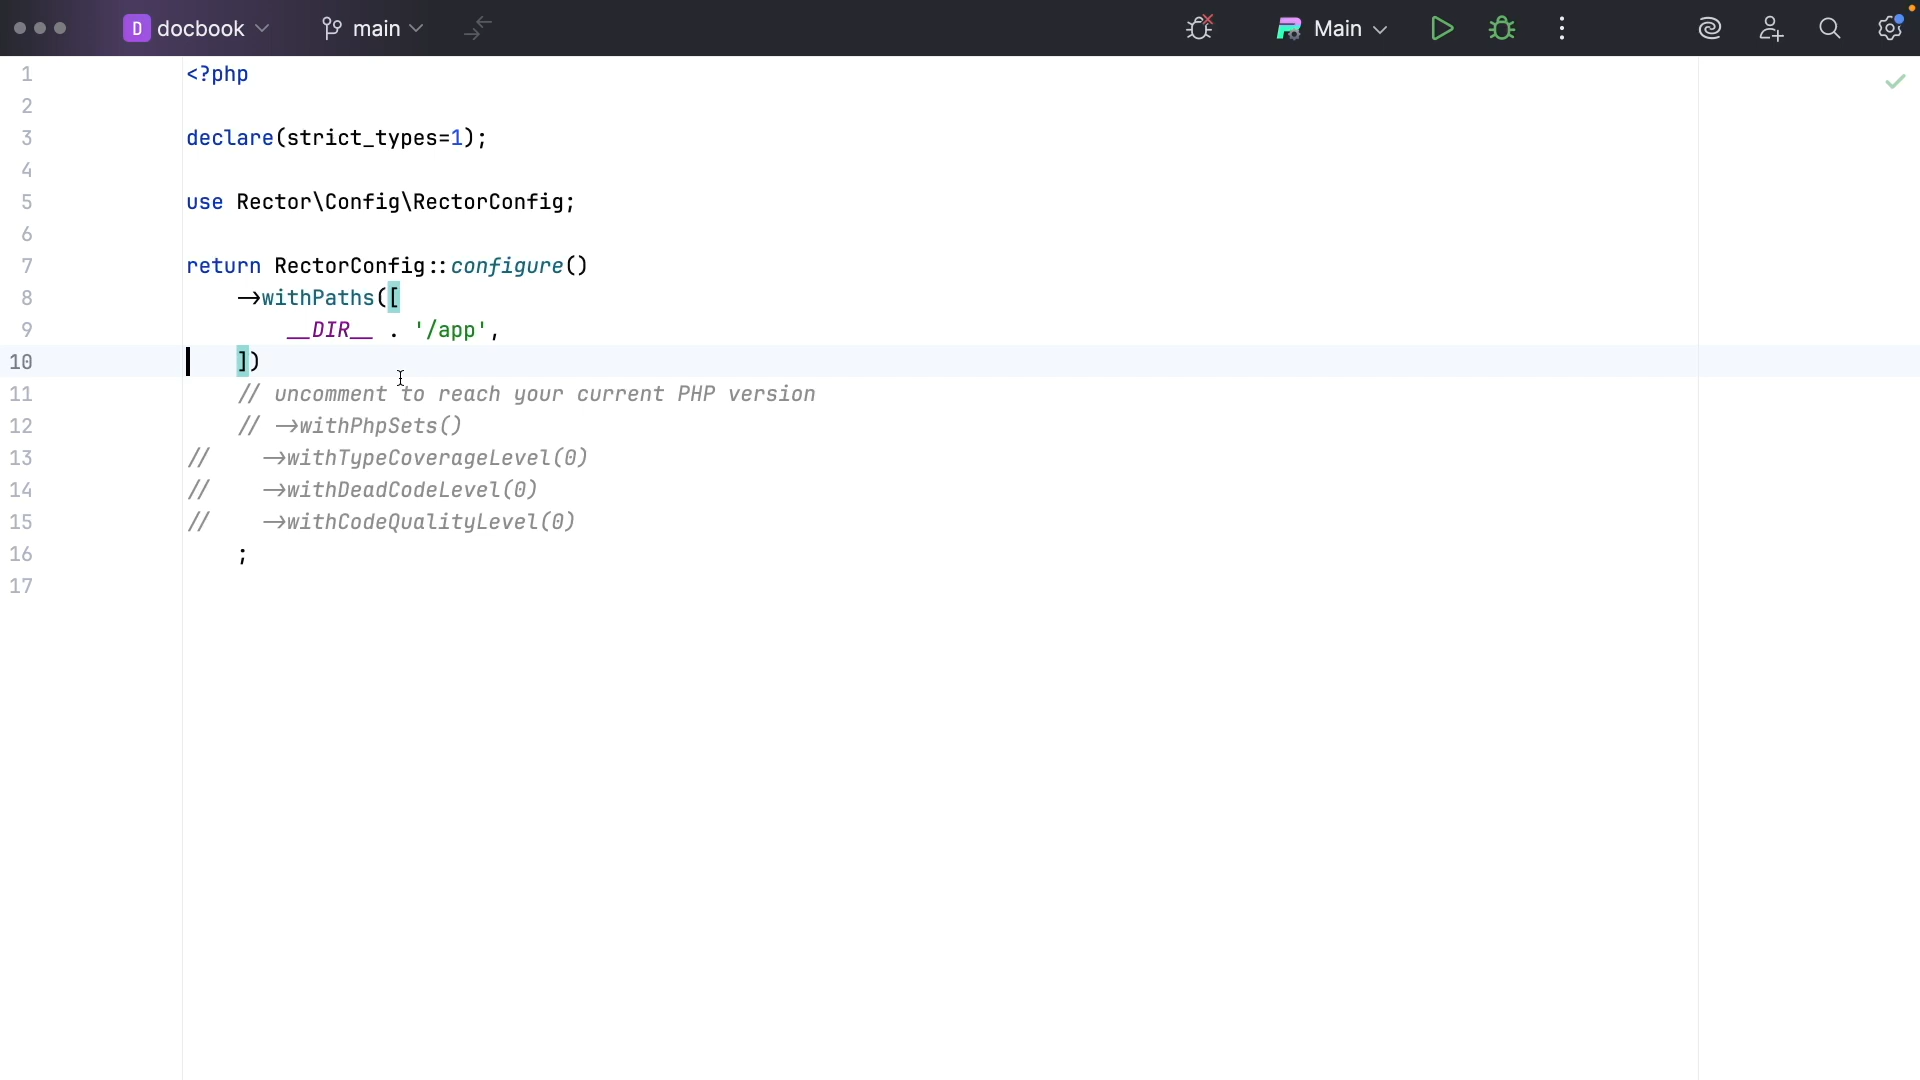 D docbook main Main
1 <?php
2
3 declare(strict_types=1);
4
5 use Rector\Config\RectorConfig;
6
7 return RectorConfig::configure()
8     ->withPaths([
9         __DIR__ . '/app',
10     ])
11     // uncomment to reach your current PHP version
12     // ->withPhpSets()
13 //    ->withTypeCoverageLevel(0)
14 //    ->withDeadCodeLevel(0)
15 //    ->withCodeQualityLevel(0)
16     ;
17